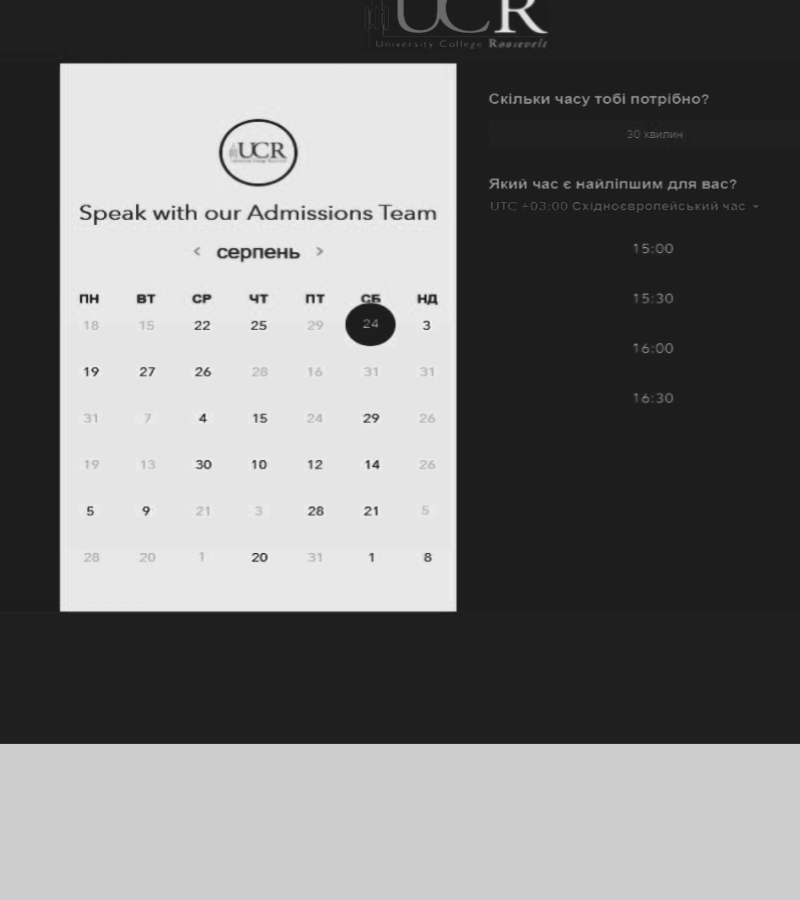 UCR
University College Roosevelt
UCR
Speak with our Admissions Team
< серпень >
ПН ВТ СР ЧТ ПТ СБ НД
18 15 22 25 29 24 3
19 27 26 28 16 31 31
31 7 4 15 24 29 26
19 13 30 10 12 14 26
5 9 21 3 28 21 5
28 20 1 20 31 1 8
Скільки часу тобі потрібно?
30 хвилин
Який час є найліпшим для вас?
UTC +03:00 Східноєвропейський час
15:00
15:30
16:00
16:30